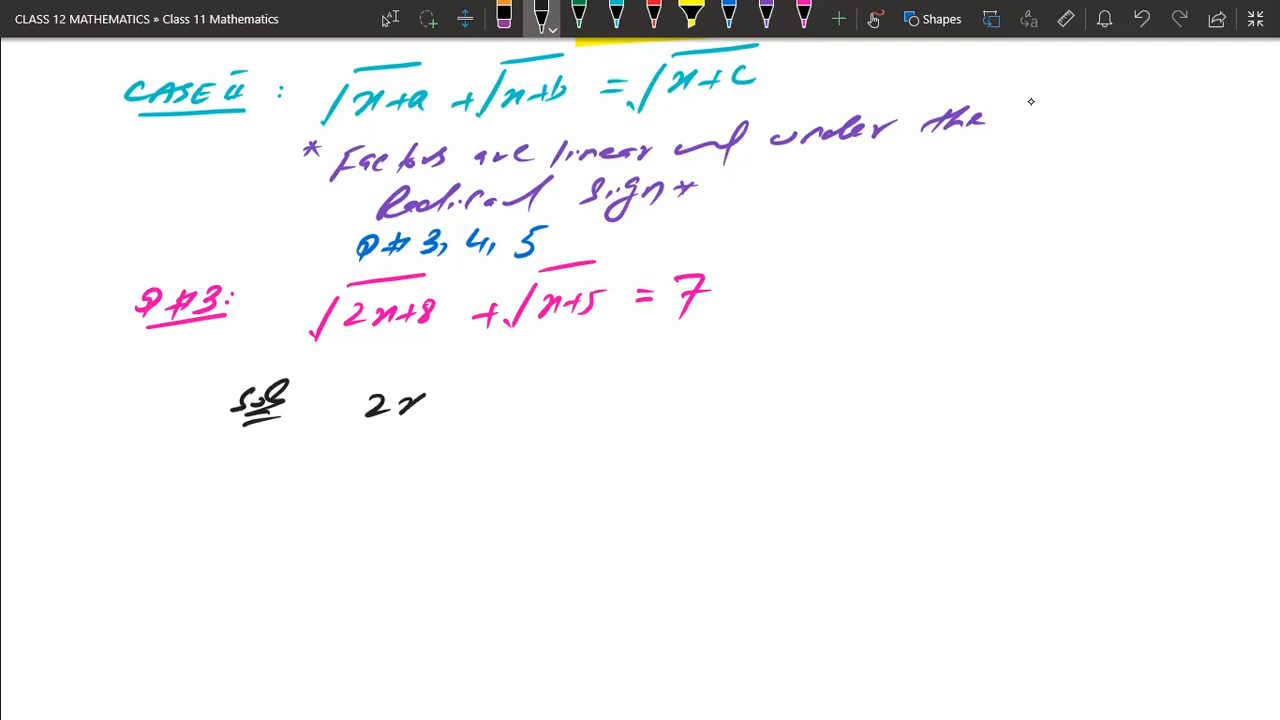 CLASS 12 MATHEMATICS » Class 11 Mathematics
Shapes
CASE ii : √x+a + √x+b = √x+c
* Factors are linear and under the
Radical sign *
Q# 3, 4, 5
Q#3: √2x+8 + √x+5 = 7
Sol 2x